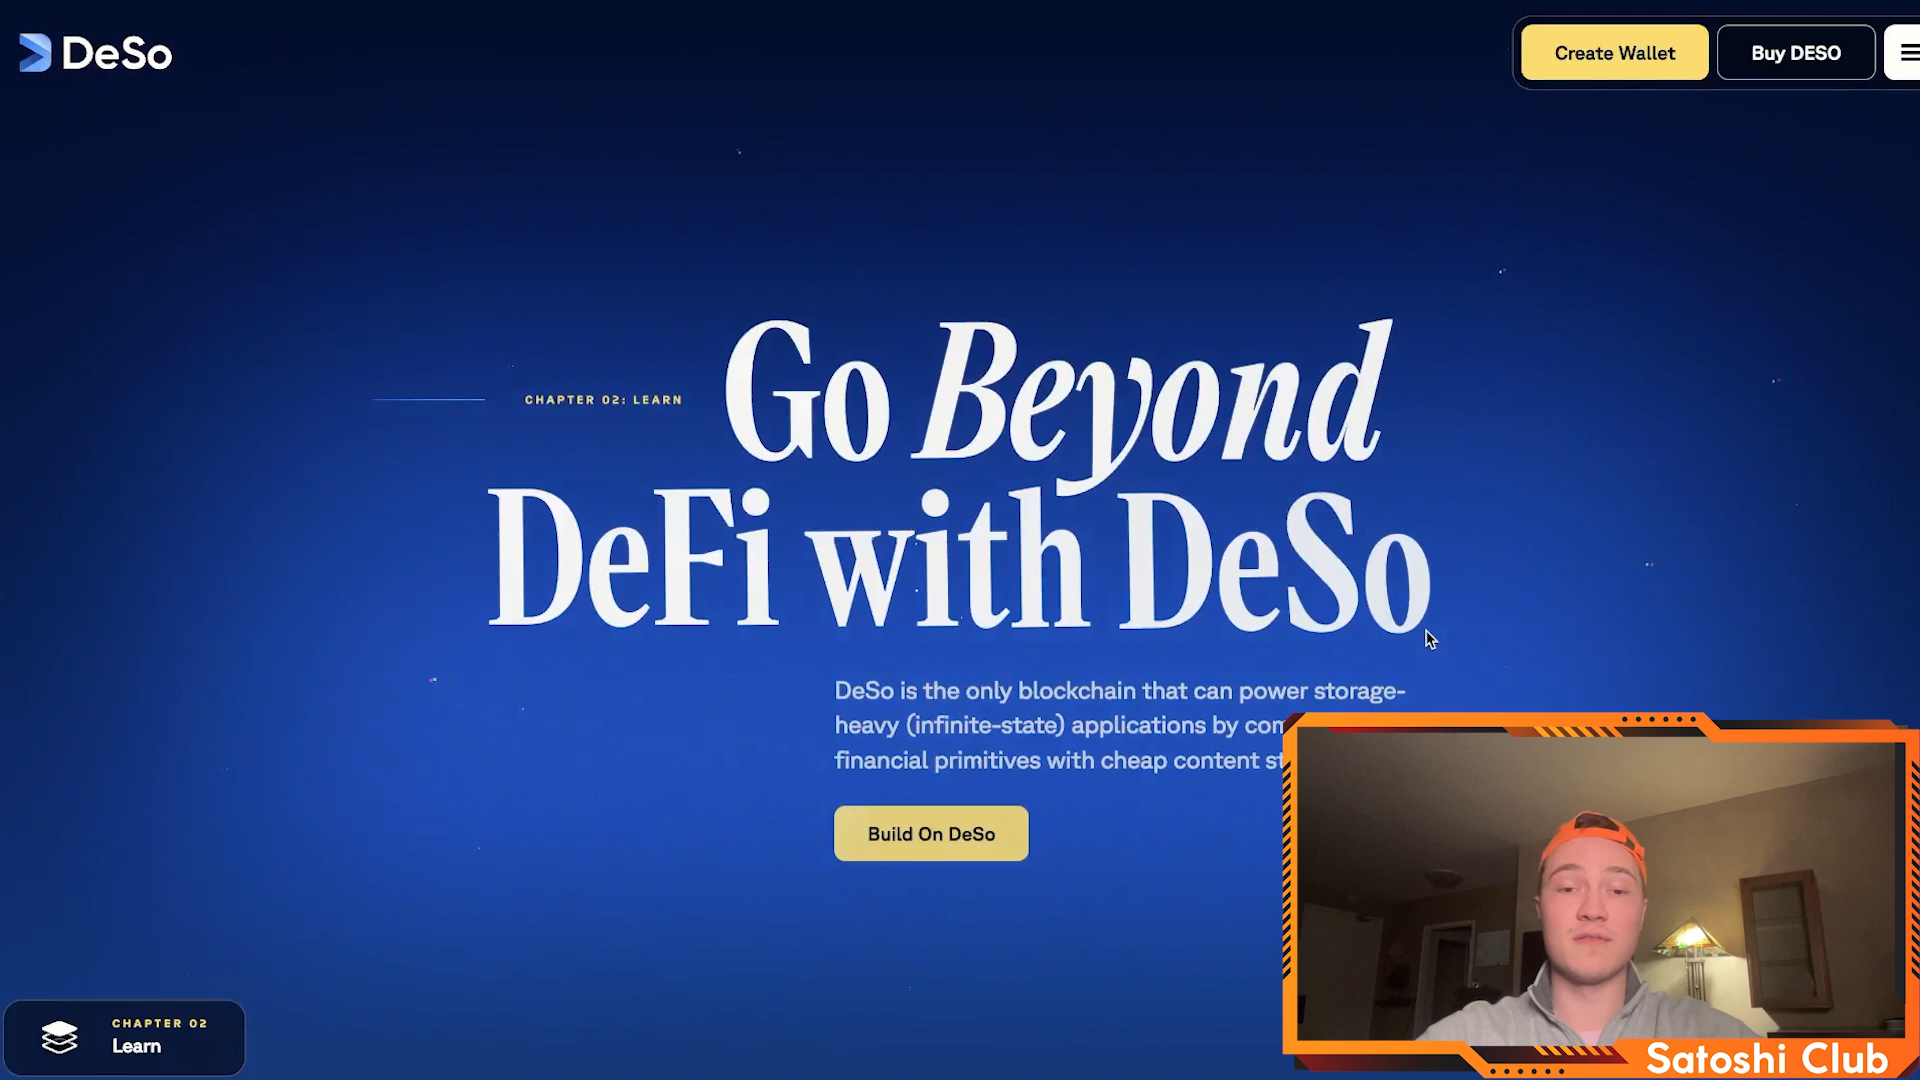 DeSo
Create Wallet
Buy DESO
CHAPTER 02: LEARN
Go Beyond
DeFi with DeSo
DeSo is the only blockchain that can power storage-
heavy (infinite-state) applications by
financial primitives with cheap content
Build On DeSo
CHAPTER 02
Learn
Satoshi Club